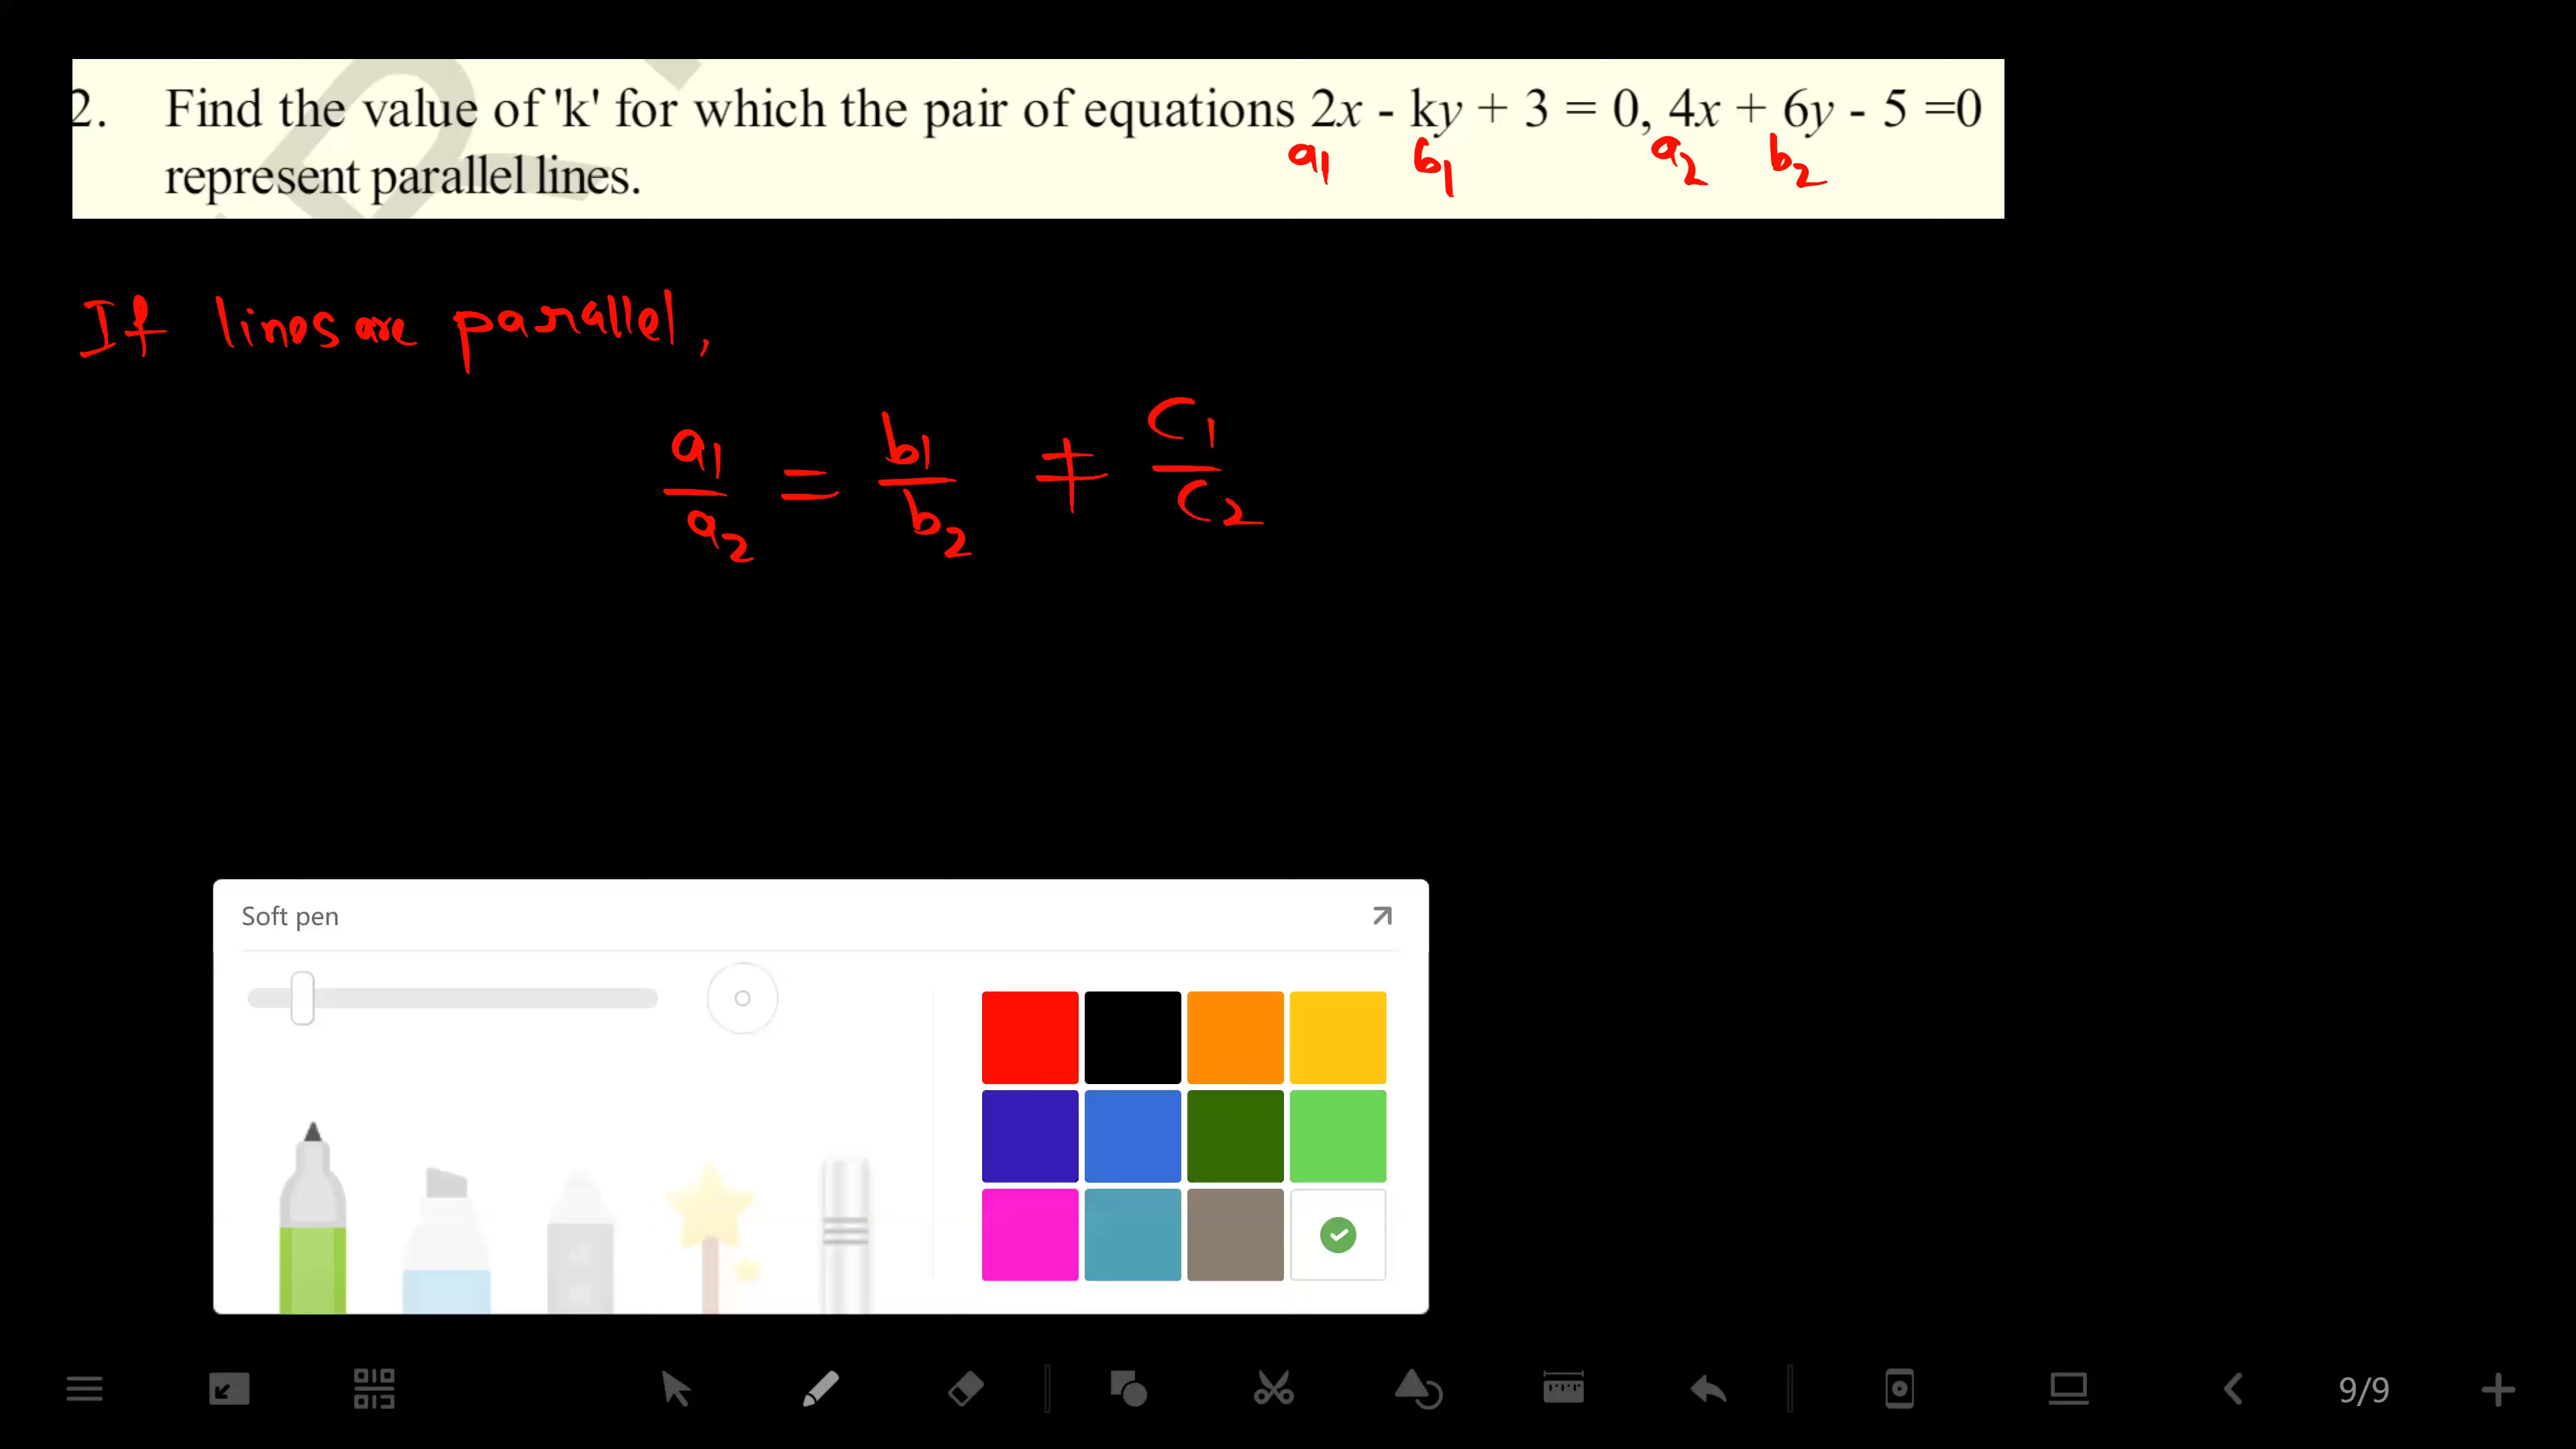 2. Find the value of 'k' for which the pair of equations 2x - ky + 3 = 0, 4x + 6y - 5 =0
a1 b1 a2 b2
represent parallel lines.
If lines are parallel,
a1/a2 = b1/b2 ≠ C1/C2
Soft pen
9/9